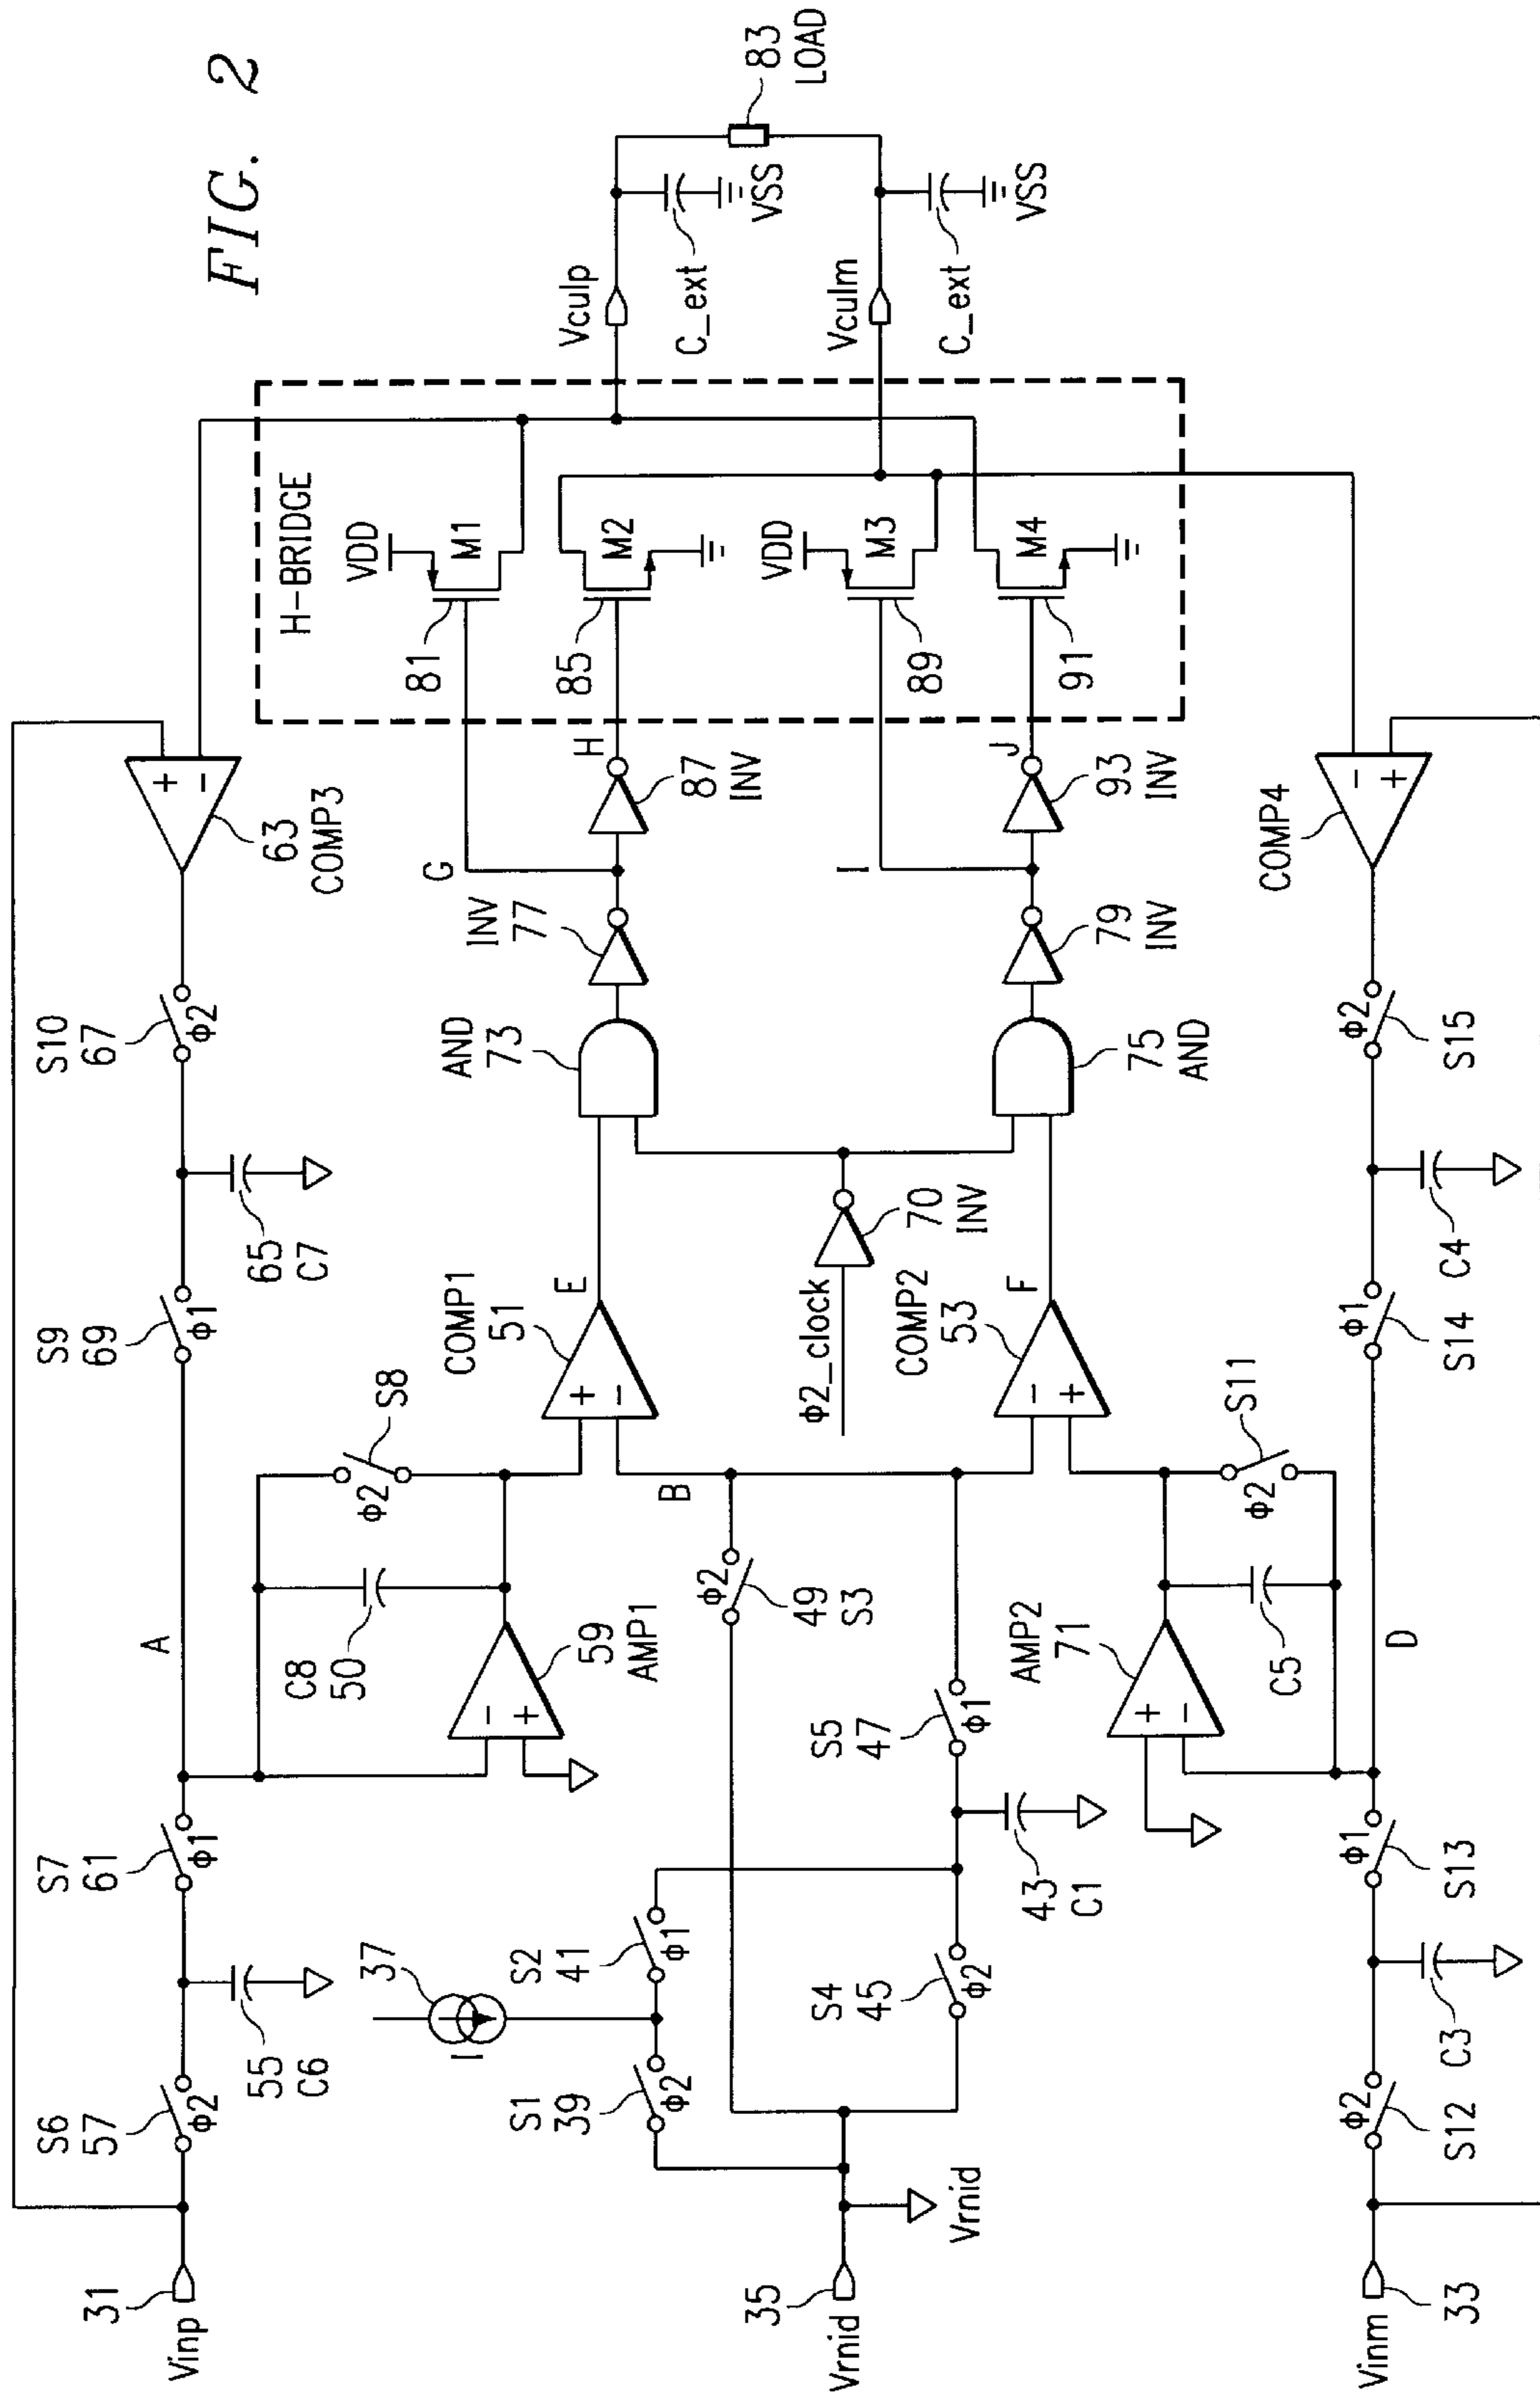 FIG. 2
31
Vinp
S6
57
ϕ2
55
C6
S7
61
ϕ1
A
S9
69
ϕ1
65
C7
S10
67
ϕ2
+
−
63
COMP3
C8
50
ϕ2
S8
−
+
59
AMP1
37
I
S1
39
ϕ2
S2
41
ϕ1
35
Vrnid
Vrnid
S4
45
ϕ2
43
C1
S5
47
ϕ1
ϕ2
49
S3
B
COMP1
51
+
−
E
ϕ2_clock
70
INV
COMP2
53
−
+
F
AND
73
75
AND
INV
77
79
INV
G
H
87
INV
I
J
93
INV
H-BRIDGE
VDD
M1
81
M2
85
VDD
M3
89
M4
91
Vculp
C_ext
VSS
Vculm
C_ext
VSS
83
LOAD
AMP2
71
+
−
C5
ϕ2
S11
D
33
Vinm
ϕ2
S12
C3
ϕ1
S13
ϕ1
S14
C4
ϕ2
S15
COMP4
−
+